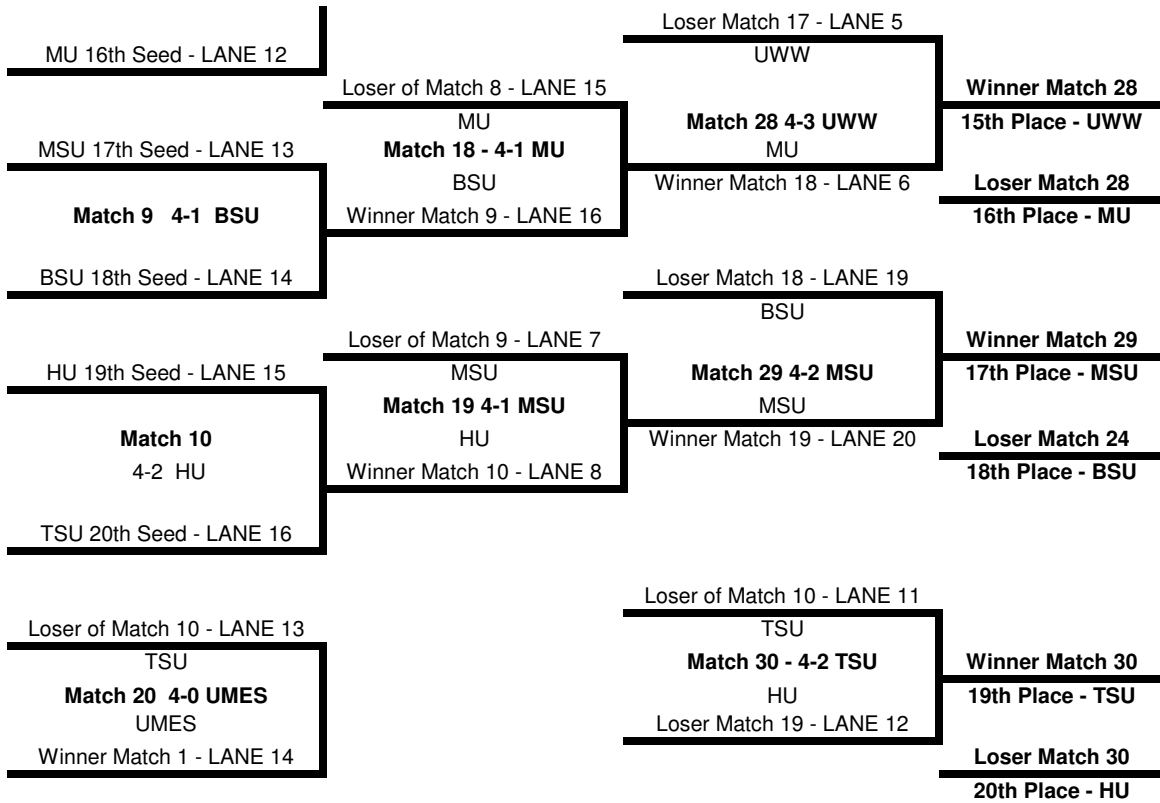 MU 16th Seed - LANE 12
MSU 17th Seed - LANE 13
Match 9 4-1 BSU
BSU 18th Seed - LANE 14
HU 19th Seed - LANE 15
Match 10
4-2 HU
TSU 20th Seed - LANE 16
Loser of Match 10 - LANE 13
TSU
Match 20 4-0 UMES
UMES
Winner Match 1 - LANE 14
Loser of Match 8 - LANE 15
MU
Match 18 - 4-1 MU
BSU
Winner Match 9 - LANE 16
Loser of Match 9 - LANE 7
MSU
Match 19 4-1 MSU
HU
Winner Match 10 - LANE 8
Loser Match 17 - LANE 5
UWW
Match 28 4-3 UWW
MU
Winner Match 18 - LANE 6
Loser Match 18 - LANE 19
BSU
Match 29 4-2 MSU
MSU
Winner Match 19 - LANE 20
Loser of Match 10 - LANE 11
TSU
Match 30 - 4-2 TSU
HU
Loser Match 19 - LANE 12
Winner Match 28
15th Place - UWW
Loser Match 28
16th Place - MU
Winner Match 29
17th Place - MSU
Loser Match 24
18th Place - BSU
Winner Match 30
19th Place - TSU
Loser Match 30
20th Place - HU